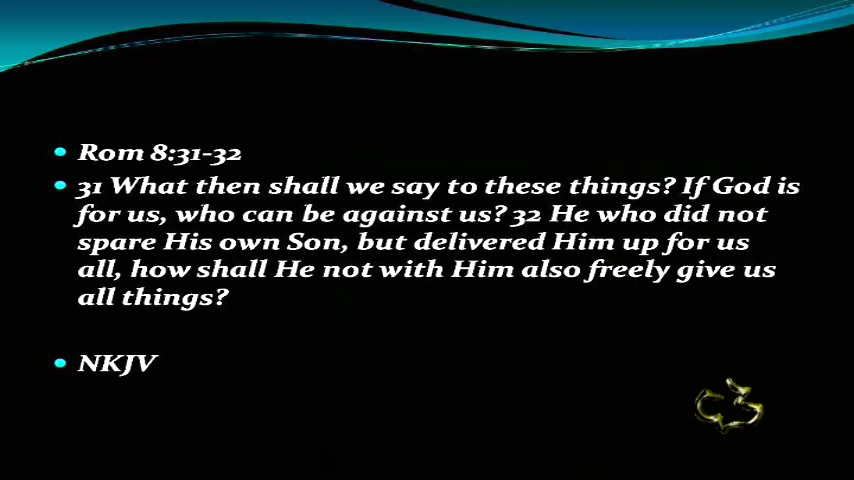 Rom 8:31-32
31 What then shall we say to these things? If God is
for us, who can be against us? 32 He who did not
spare His own Son, but delivered Him up for us
all, how shall He not with Him also freely give us
all things?
NKJV
C3